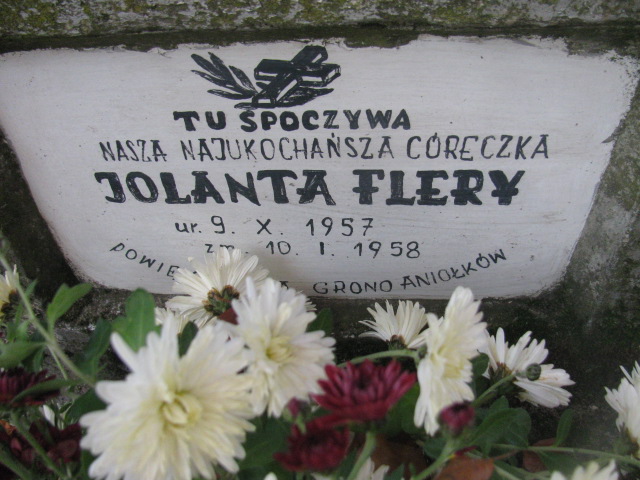 TU SPOCZYWA
NASZA NAJUKOCHAŃSZA CÓRECZKA
JOLANTA FLERY
ur. 9. X. 1957
zm. 10. I. 1958
GRONO ANIOŁKÓW